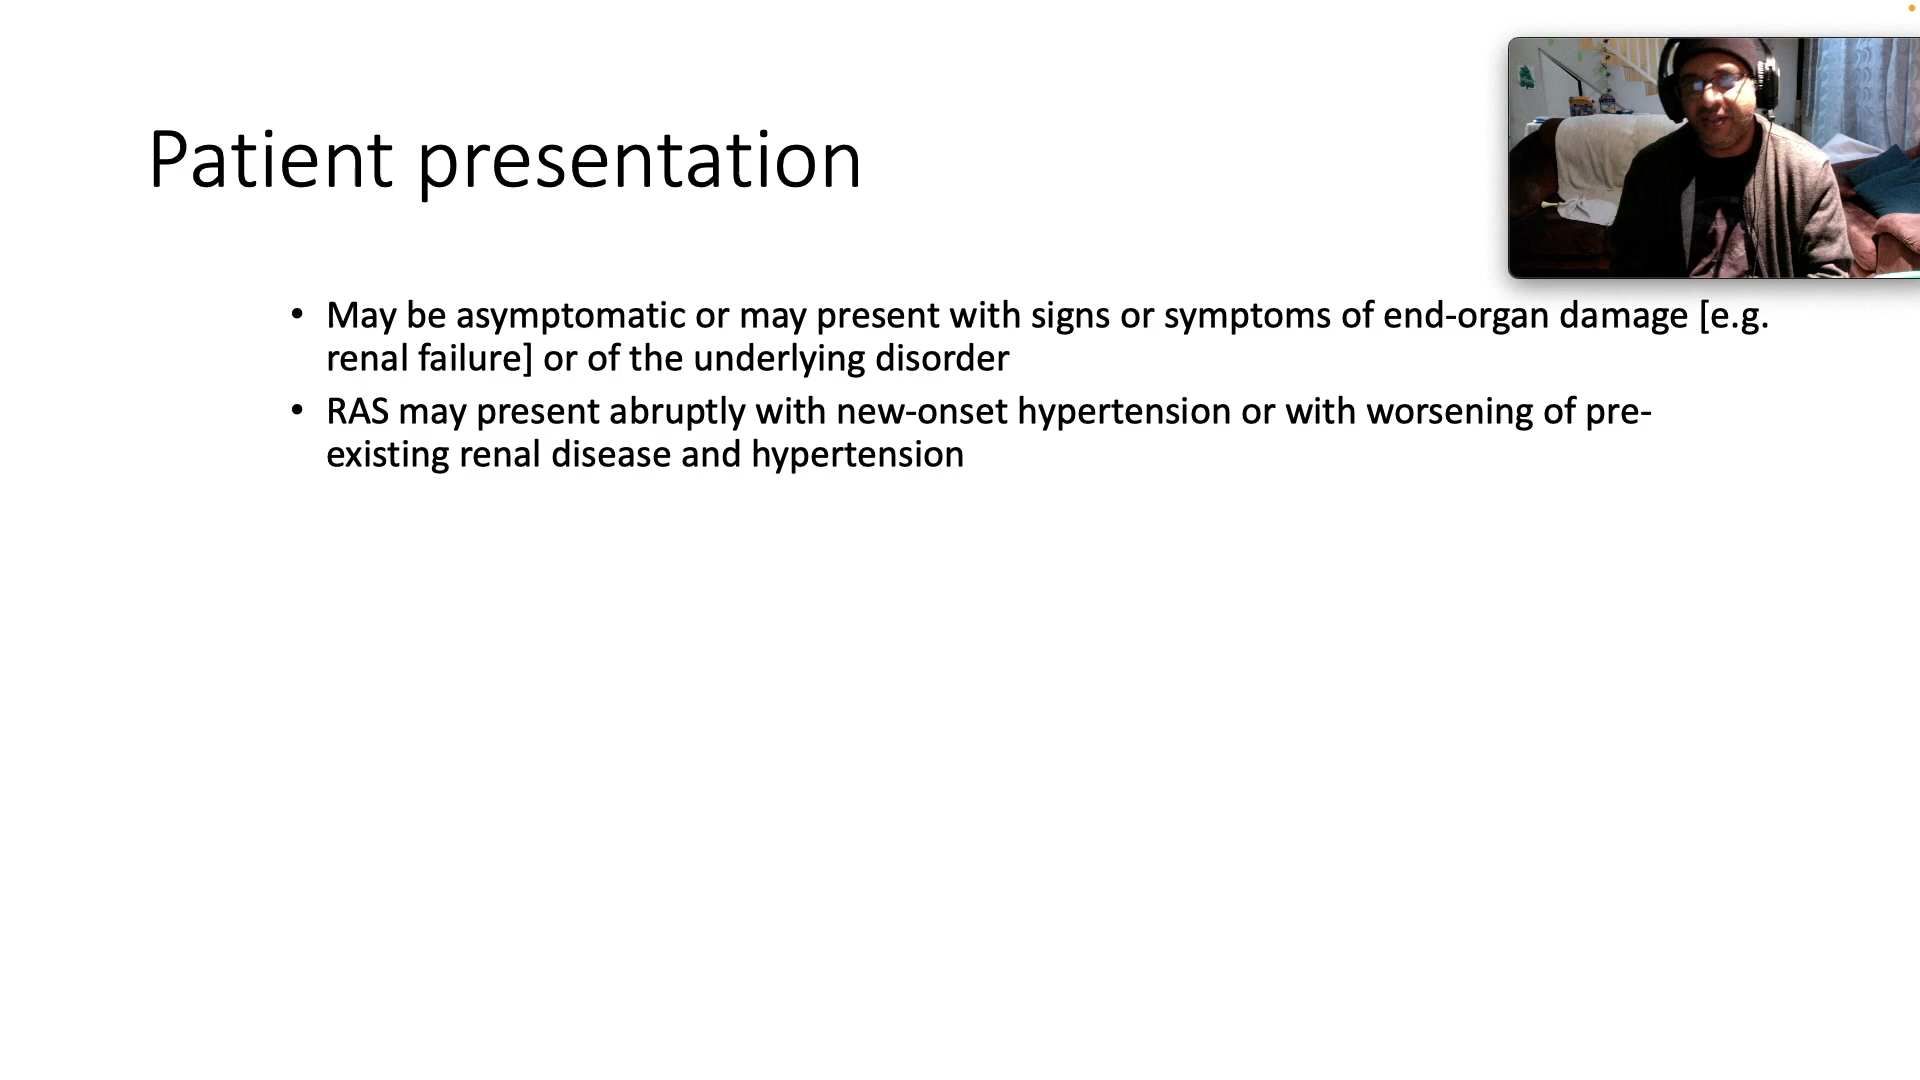 Patient presentation
• May be asymptomatic or may present with signs or symptoms of end-organ damage [e.g.
renal failure] or of the underlying disorder
• RAS may present abruptly with new-onset hypertension or with worsening of pre-
existing renal disease and hypertension